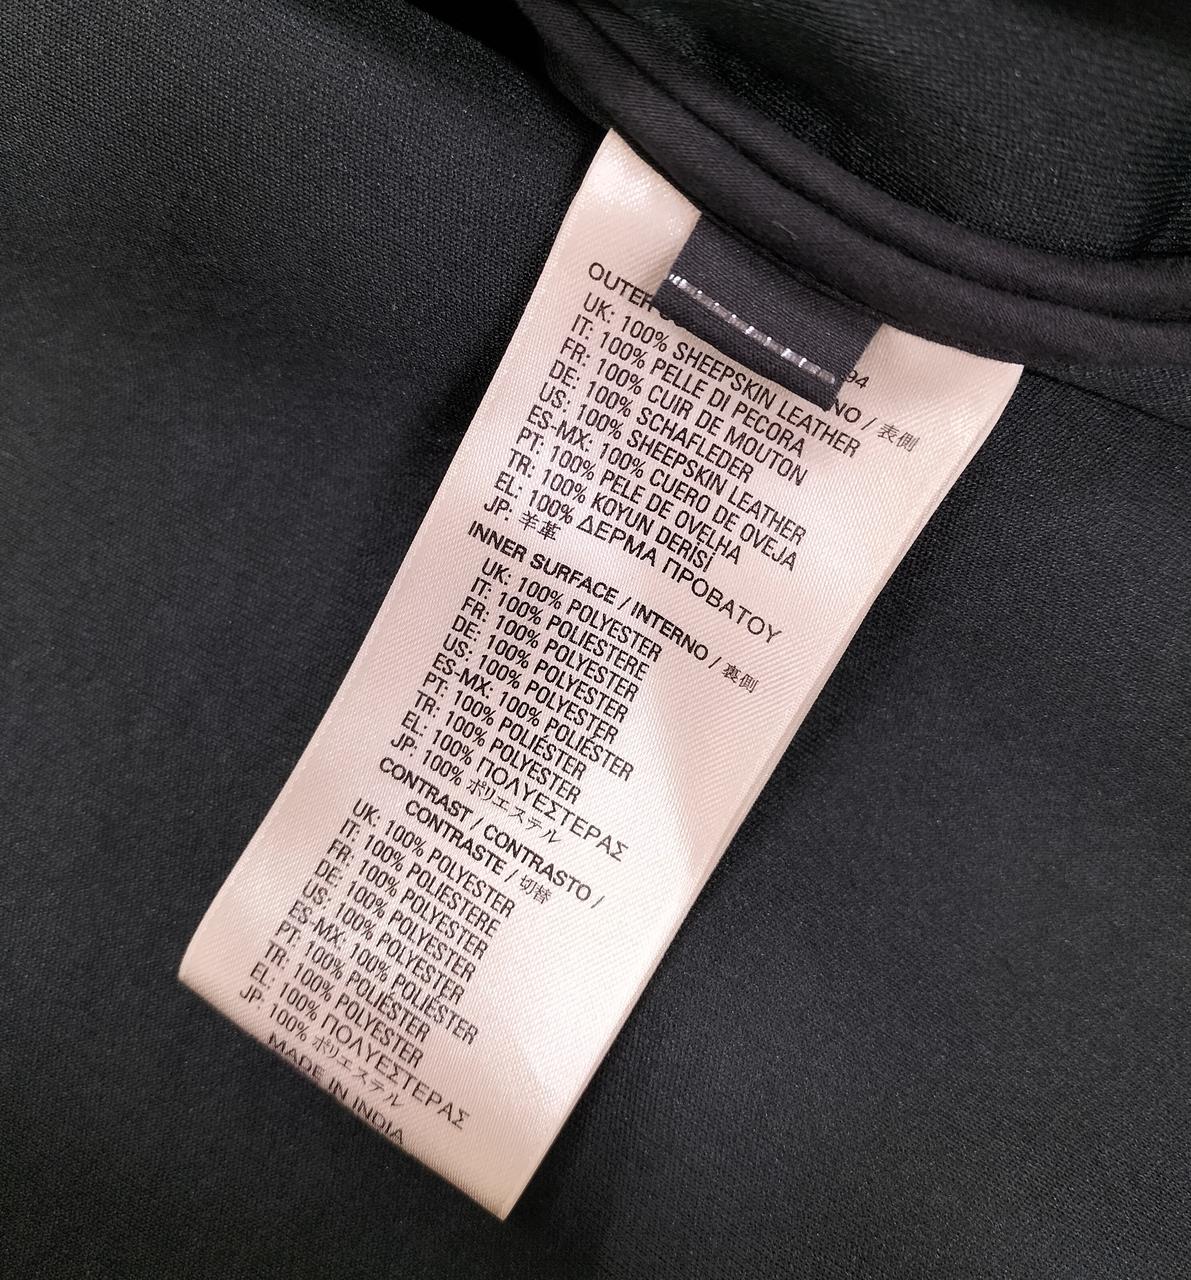 94
OUTER NO / 表側
UK: 100% SHEEPSKIN LEATHER
IT: 100% PELLE DI PECORA
FR: 100% CUIR DE MOUTON
DE: 100% SCHAFLEDER
US: 100% SHEEPSKIN LEATHER
ES-MX: 100% CUERO DE OVEJA
PT: 100% PELE DE OVELHA
TR: 100% KOYUN DERİSİ
EL: 100% ΔΕΡΜΑ ΠΡΟΒΑΤΟΥ
JP: 羊革
INNER SURFACE / INTERNO / 裏側
UK: 100% POLYESTER
IT: 100% POLIESTERE
FR: 100% POLYESTER
DE: 100% POLYESTER
US: 100% POLYESTER
ES-MX: 100% POLIÉSTER
PT: 100% POLIÉSTER
TR: 100% POLYESTER
EL: 100% ΠΟΛΥΕΣΤΕΡΑΣ
JP: 100% ポリエステル
CONTRAST / CONTRASTO /
CONTRASTE / 切替
UK: 100% POLYESTER
IT: 100% POLIESTERE
FR: 100% POLYESTER
DE: 100% POLYESTER
US: 100% POLYESTER
ES-MX: 100% POLIÉSTER
PT: 100% POLIÉSTER
TR: 100% POLYESTER
EL: 100% ΠΟΛΥΕΣΤΕΡΑΣ
JP: 100% ポリエステル
MADE IN INDIA